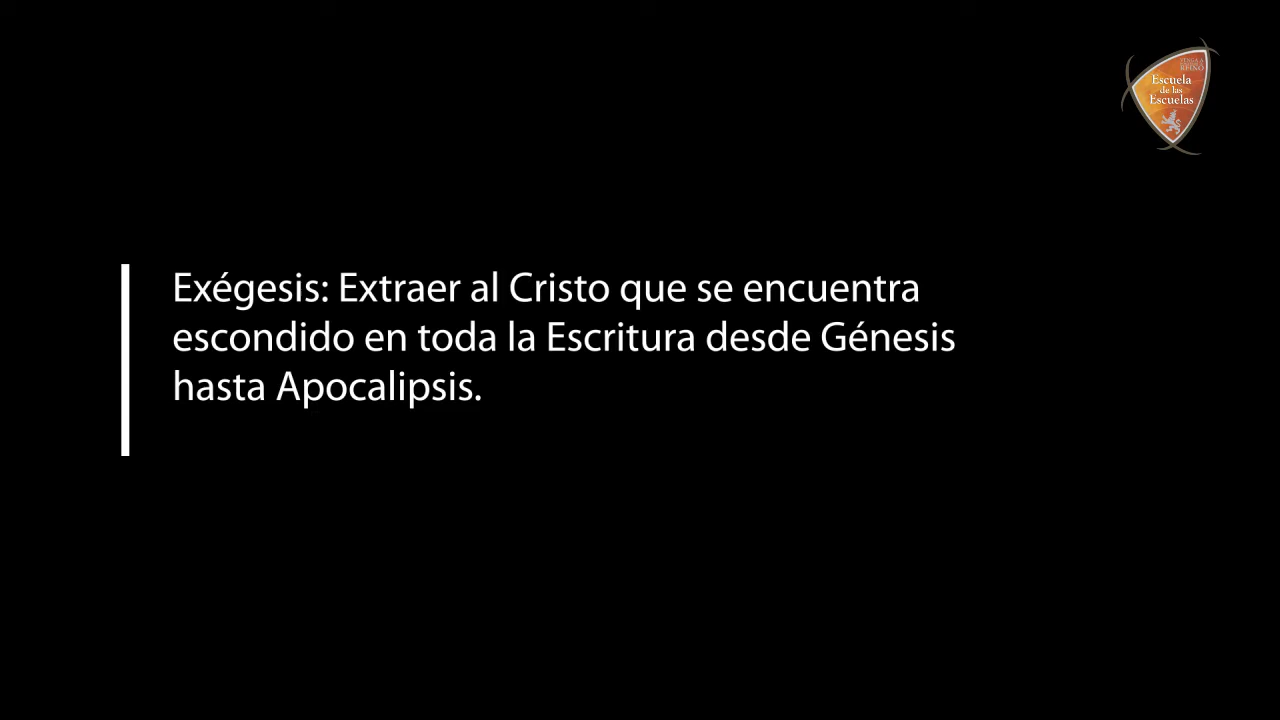 Escuela
de las
Escuelas
Exégesis: Extraer al Cristo que se encuentra
escondido en toda la Escritura desde Génesis
hasta Apocalipsis.